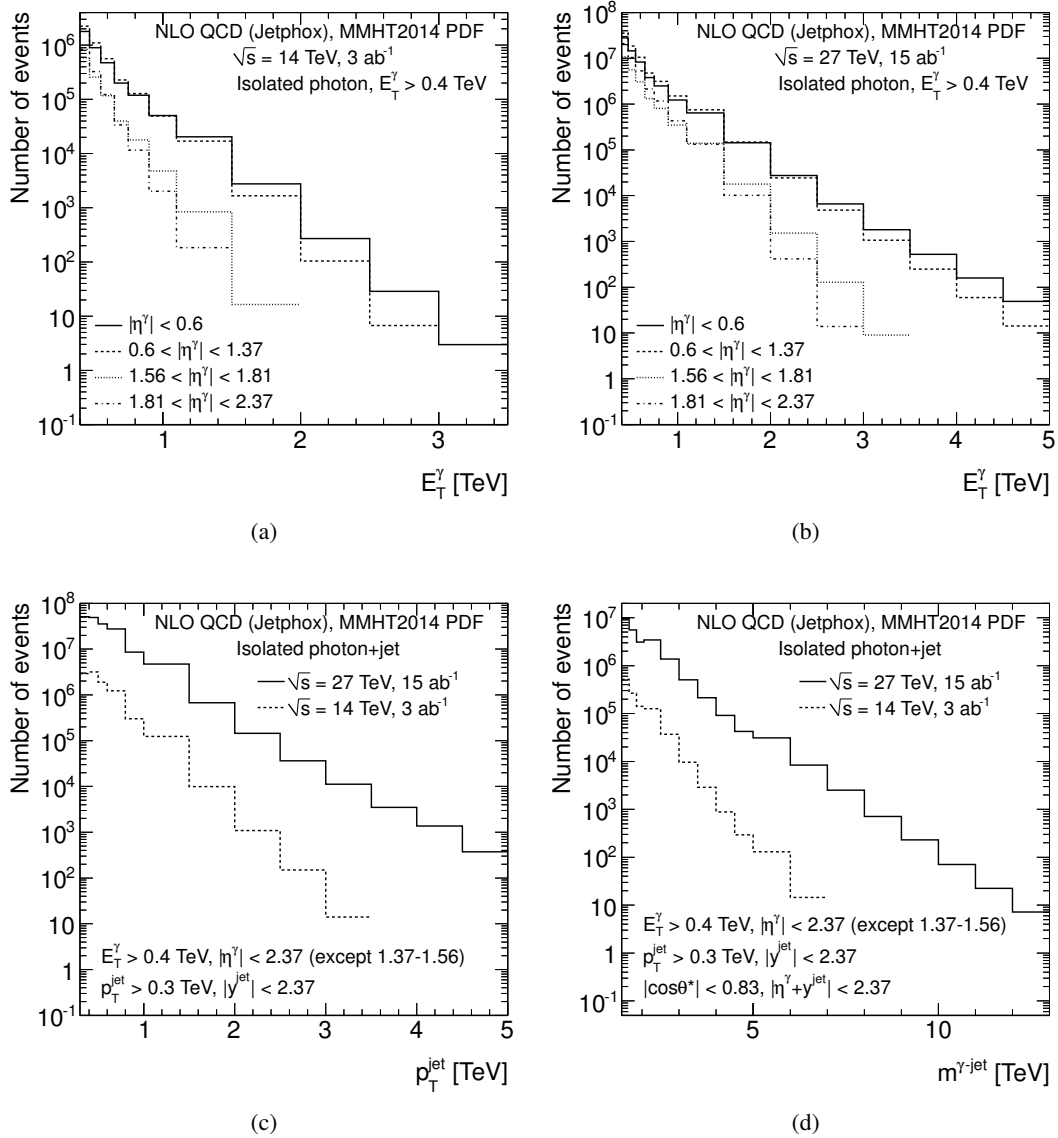 Number of events
10^6
10^5
10^4
10^3
10^2
10
1
10^-1
NLO QCD (Jetphox), MMHT2014 PDF
√s = 14 TeV, 3 ab^-1
Isolated photon, E_T^γ > 0.4 TeV
|η^γ| < 0.6
0.6 < |η^γ| < 1.37
1.56 < |η^γ| < 1.81
1.81 < |η^γ| < 2.37
1 2 3
E_T^γ [TeV]
(a)
Number of events
10^8
10^7
10^6
10^5
10^4
10^3
10^2
10
1
10^-1
NLO QCD (Jetphox), MMHT2014 PDF
√s = 27 TeV, 15 ab^-1
Isolated photon, E_T^γ > 0.4 TeV
|η^γ| < 0.6
0.6 < |η^γ| < 1.37
1.56 < |η^γ| < 1.81
1.81 < |η^γ| < 2.37
1 2 3 4 5
E_T^γ [TeV]
(b)
Number of events
10^8
10^7
10^6
10^5
10^4
10^3
10^2
10
1
10^-1
NLO QCD (Jetphox), MMHT2014 PDF
Isolated photon+jet
√s = 27 TeV, 15 ab^-1
√s = 14 TeV, 3 ab^-1
E_T^γ > 0.4 TeV, |η^γ| < 2.37 (except 1.37-1.56)
p_T^jet > 0.3 TeV, |y^jet| < 2.37
1 2 3 4 5
p_T^jet [TeV]
(c)
Number of events
10^7
10^6
10^5
10^4
10^3
10^2
10
1
10^-1
NLO QCD (Jetphox), MMHT2014 PDF
Isolated photon+jet
√s = 27 TeV, 15 ab^-1
√s = 14 TeV, 3 ab^-1
E_T^γ > 0.4 TeV, |η^γ| < 2.37 (except 1.37-1.56)
p_T^jet > 0.3 TeV, |y^jet| < 2.37
|cosθ*| < 0.83, |η^γ+y^jet| < 2.37
5 10
m^γ-jet [TeV]
(d)